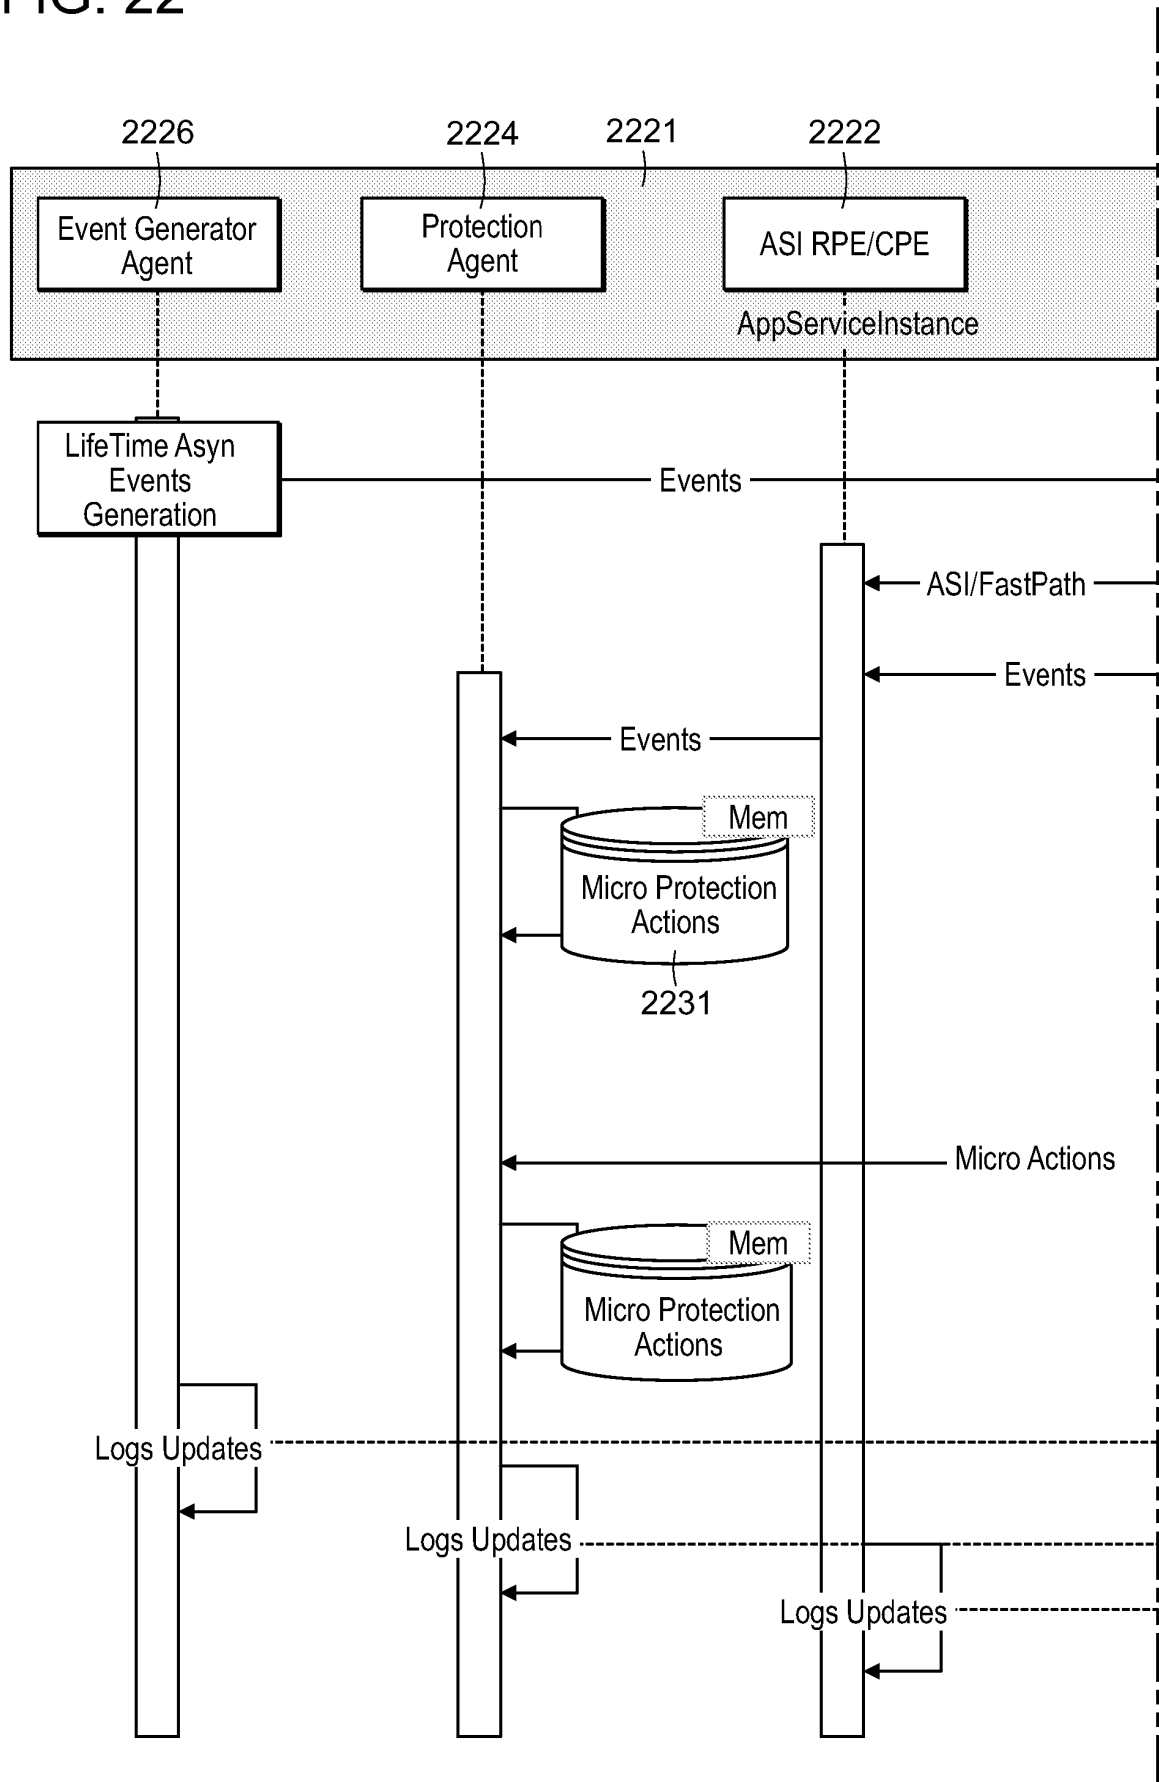 FIG. 22
2226
2224
2221
2222
Event Generator
Agent
Protection
Agent
ASI RPE/CPE
AppServiceInstance
LifeTime Asyn
Events
Generation
Events
ASI/FastPath
Events
Events
Mem
Micro Protection
Actions
2231
Micro Actions
Mem
Micro Protection
Actions
Logs Updates
Logs Updates
Logs Updates